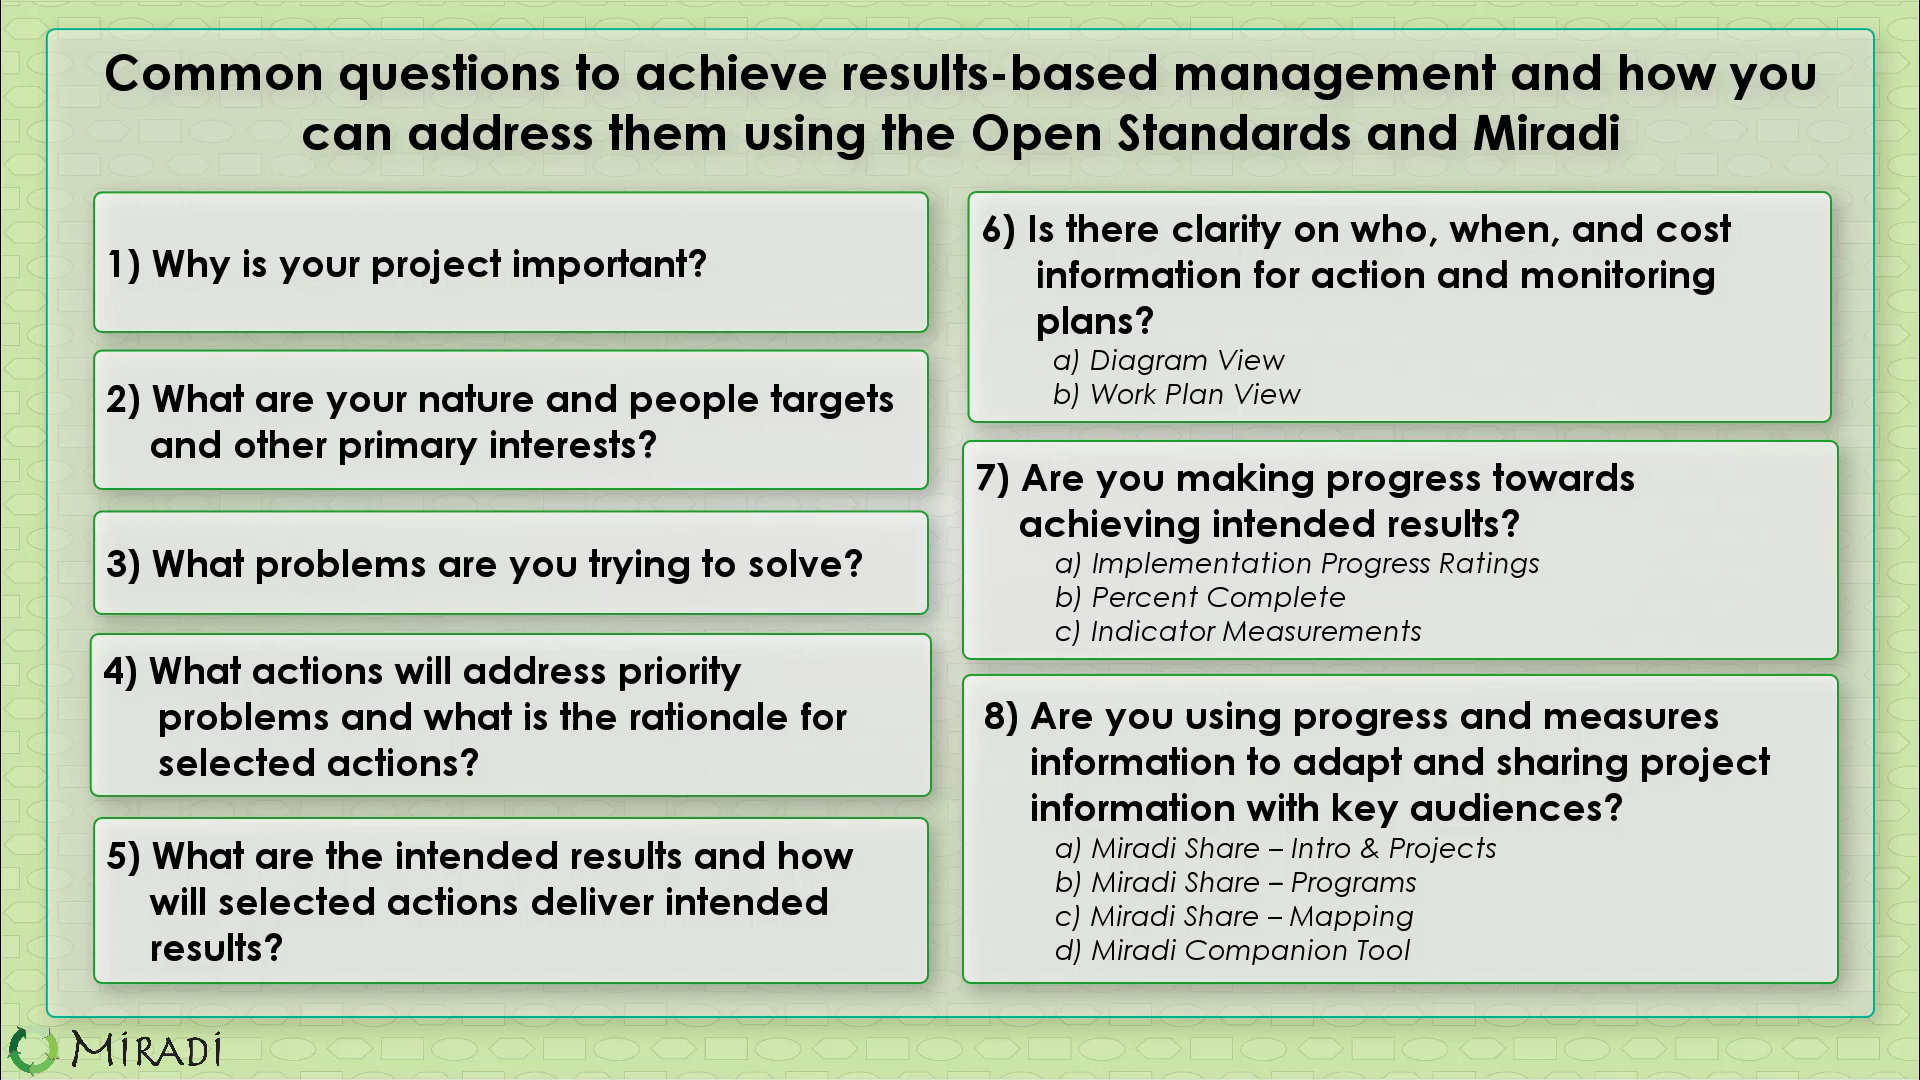 Common questions to achieve results-based management and how you
can address them using the Open Standards and Miradi
1) Why is your project important?
2) What are your nature and people targets
and other primary interests?
3) What problems are you trying to solve?
4) What actions will address priority
problems and what is the rationale for
selected actions?
5) What are the intended results and how
will selected actions deliver intended
results?
6) Is there clarity on who, when, and cost
information for action and monitoring
plans?
a) Diagram View
b) Work Plan View
7) Are you making progress towards
achieving intended results?
a) Implementation Progress Ratings
b) Percent Complete
c) Indicator Measurements
8) Are you using progress and measures
information to adapt and sharing project
information with key audiences?
a) Miradi Share – Intro & Projects
b) Miradi Share – Programs
c) Miradi Share – Mapping
d) Miradi Companion Tool
MIRADI